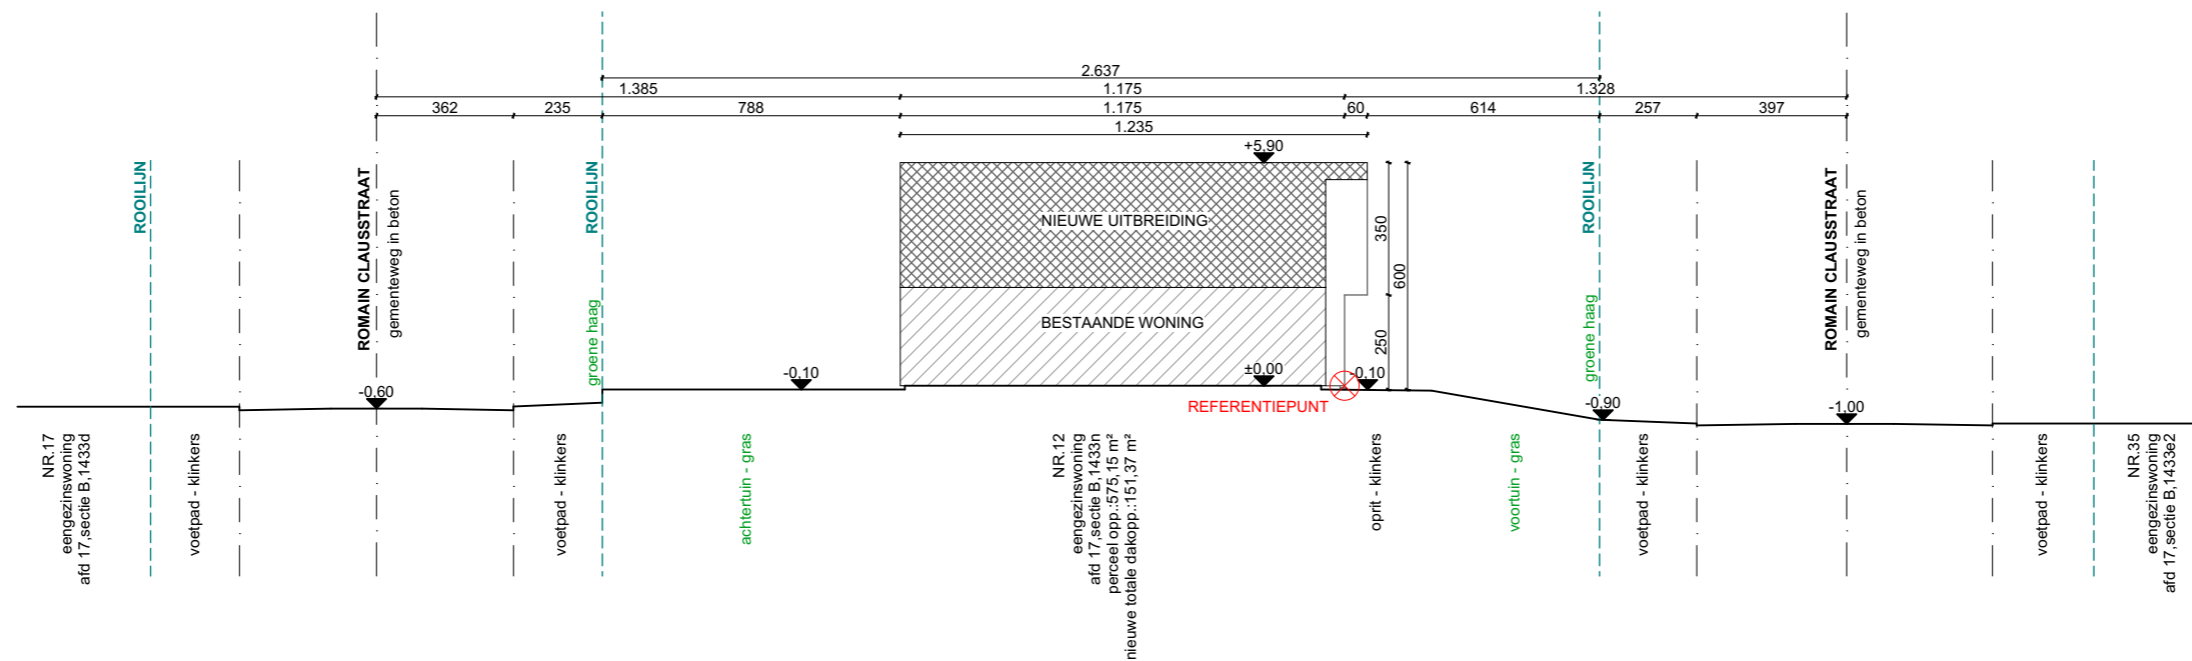 2.637
1.385
1.175
1.328
362
235
788
1.175
60
614
257
397
1.235
+5,90
ROOILIJN
ROMAIN CLAUSSTRAAT
gemeenteweg in beton
ROOILIJN
groene haag
NIEUWE UITBREIDING
BESTAANDE WONING
350
250
600
ROOILIJN
groene haag
ROMAIN CLAUSSTRAAT
gemeenteweg in beton
-0,60
-0,10
±0,00
-0,10
REFERENTIEPUNT
-0,90
-1,00
NR.17
eengezinswoning
afd 17,sectie B,1433d
voetpad - klinkers
voetpad - klinkers
achtertuin - gras
NR.12
eengezinswoning
afd 17,sectie B,1433n
perceel opp.:575,15 m²
nieuwe totale dakopp.:151,37 m²
oprit - klinkers
voortuin - gras
voetpad - klinkers
voetpad - klinkers
NR.35
eengezinswoning
afd 17,sectie B,1433e2